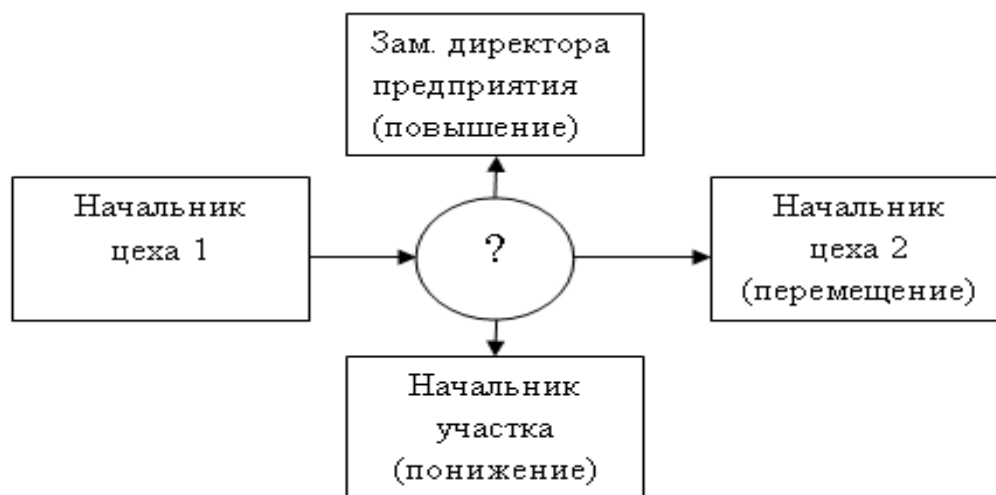 Зам. директора
предприятия
(повышение)
Начальник
цеха 1
?
Начальник
цеха 2
(перемещение)
Начальник
участка
(понижение)